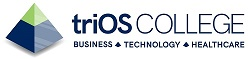 triOS COLLEGE
BUSINESS ♠ TECHNOLOGY ♠ HEALTHCARE